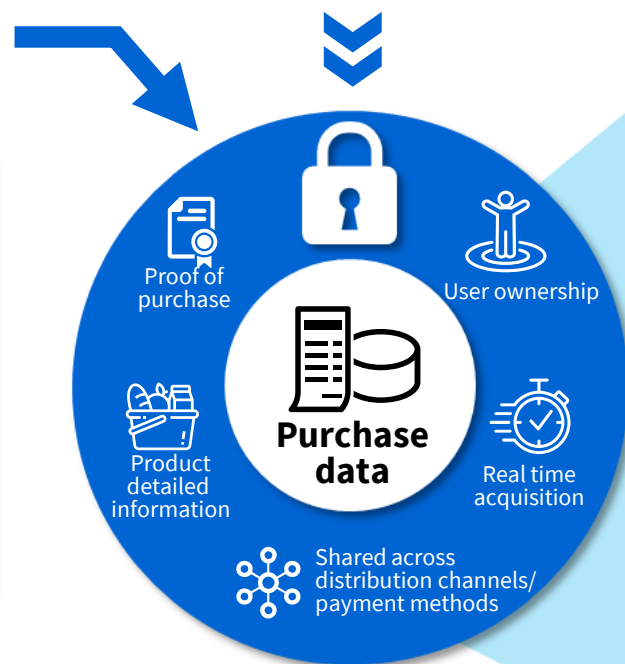 Proof of
purchase
User ownership
Purchase
data
Product
detailed
information
Real time
acquisition
Shared across
distribution channels/
payment methods